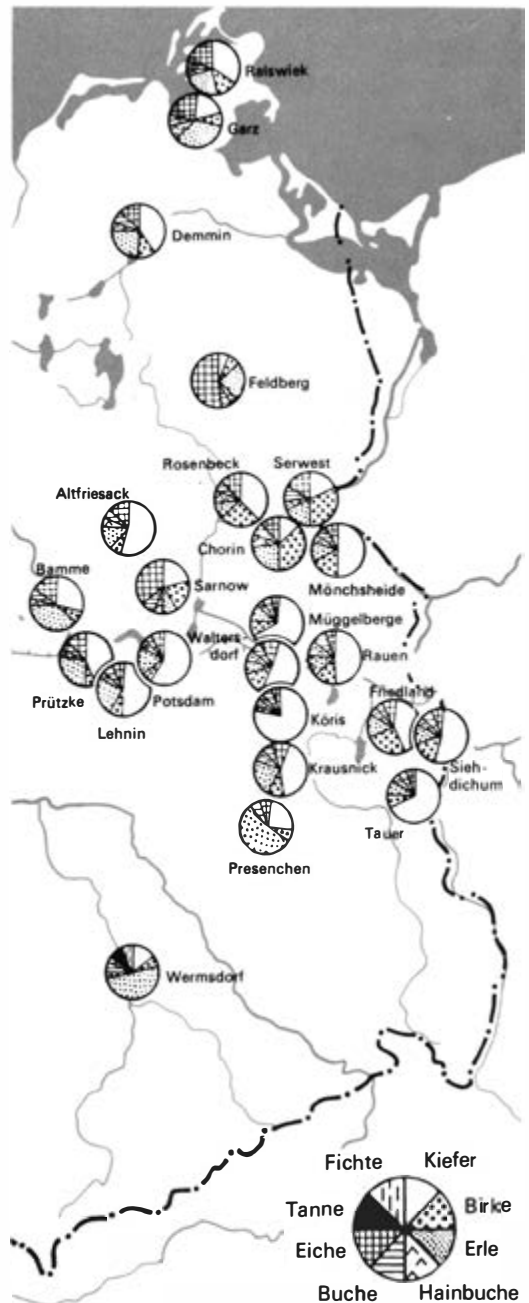 Ralswiek
Garz
Demmin
Feldberg
Rosenbeck
Serwest
Altfriesack
Chorin
Mönchsheide
Bamme
Sarnow
Müggelberge
Walters-
dorf
Rauen
Prützke
Potsdam
Lehnin
Friedland
Köris
Sieh-
dichum
Krausnick
Tauer
Presenchen
Wermsdorf
Fichte Kiefer
Tanne Birke
Eiche Erle
Buche Hainbuche